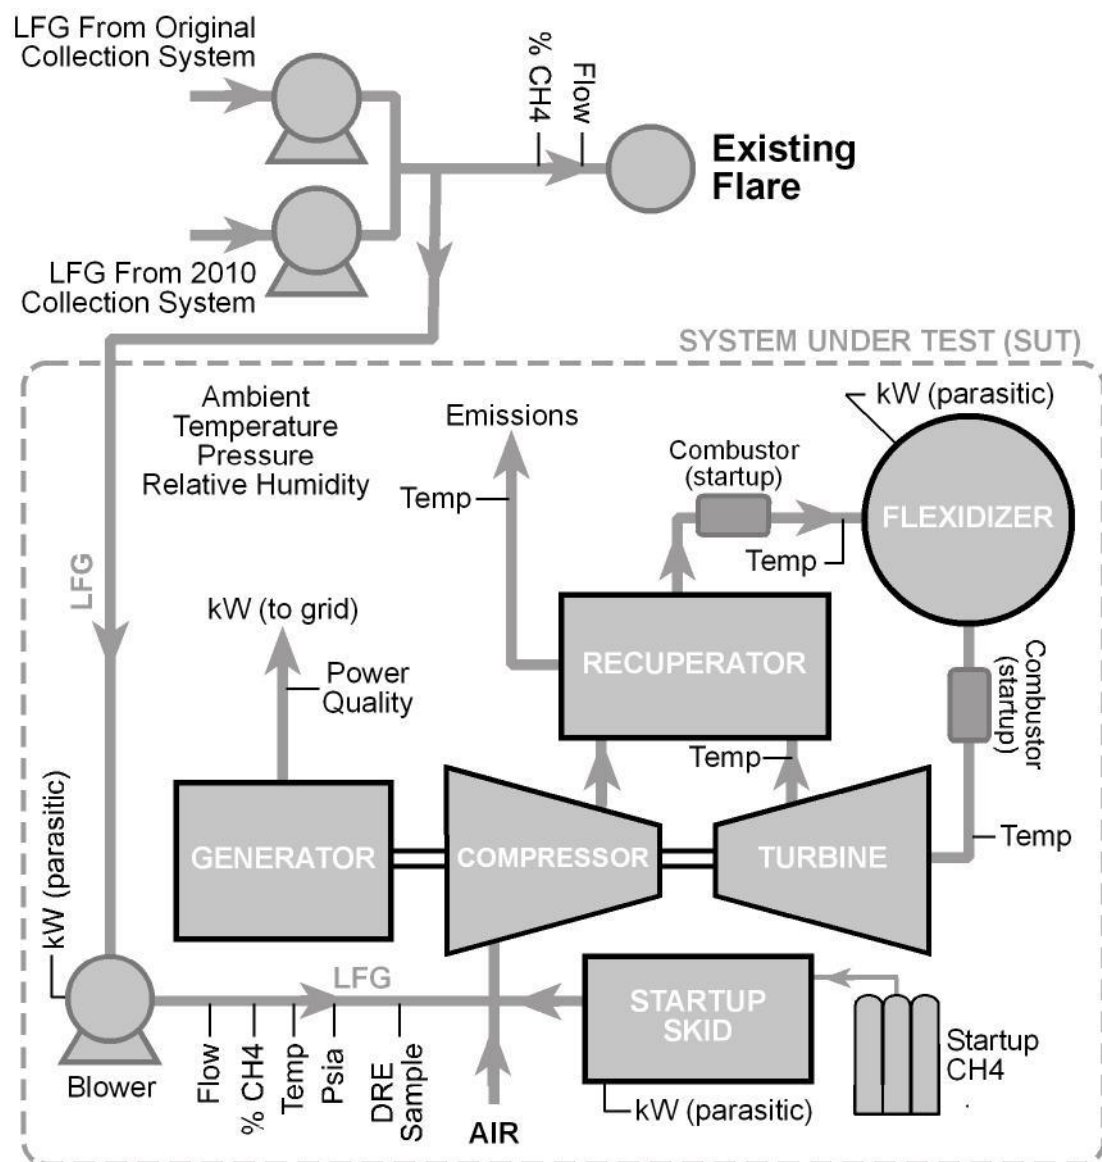 LFG From Original
Collection System
% CH4
Flow
Existing
Flare
LFG From 2010
Collection System
SYSTEM UNDER TEST (SUT)
Ambient
Temperature
Pressure
Relative Humidity
Emissions
Temp
Combustor
(startup)
kW (parasitic)
FLEXIDIZER
Temp
LFG
kW (to grid)
Power
Quality
RECUPERATOR
Combustor
(startup)
Temp
GENERATOR
COMPRESSOR
TURBINE
Temp
kW (parasitic)
Blower
LFG
Flow
% CH4
Temp
Psia
DRE
Sample
AIR
STARTUP
SKID
kW (parasitic)
Startup
CH4